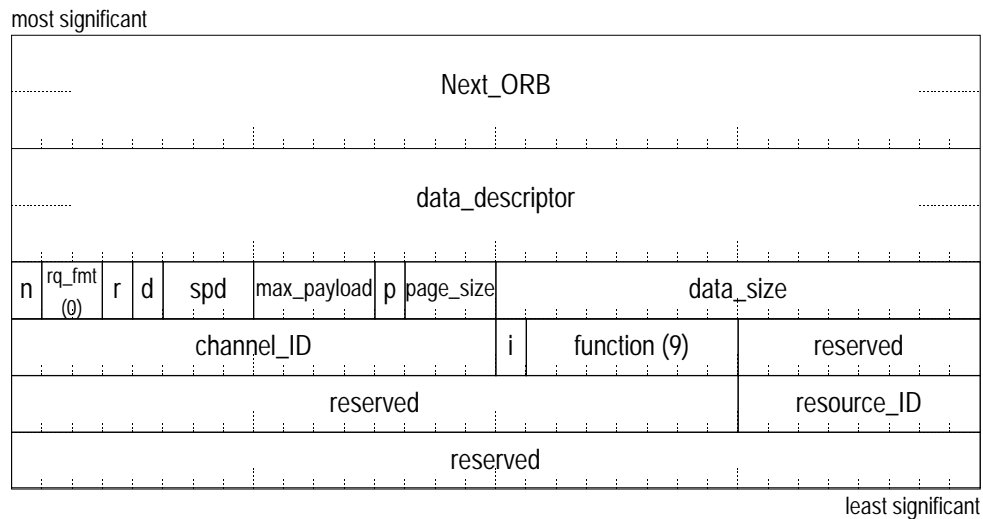 most significant
Next_ORB
data_descriptor
n rq_fmt (0) r d spd max_payload p page_size data_size
channel_ID i function (9) reserved
reserved resource_ID
reserved
least significant